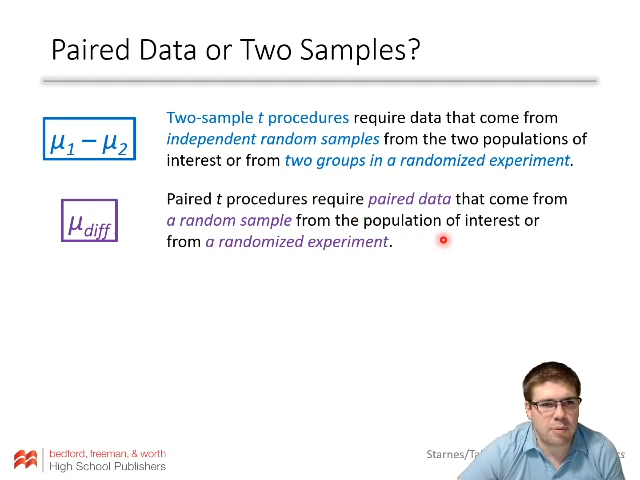 Paired Data or Two Samples?
μ1 – μ2
Two-sample t procedures require data that come from
independent random samples from the two populations of
interest or from two groups in a randomized experiment.
μdiff
Paired t procedures require paired data that come from
a random sample from the population of interest or
from a randomized experiment.
bedford, freeman, & worth
High School Publishers